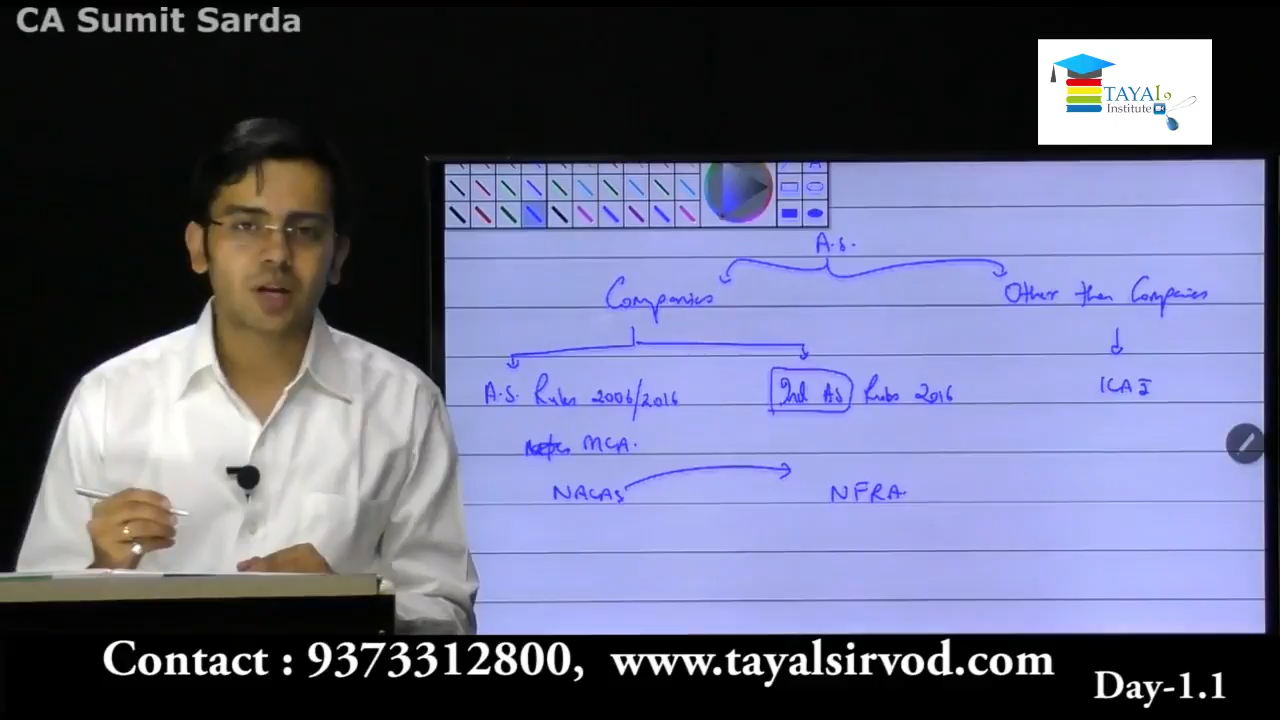 CA Sumit Sarda
TAYAls
Institute
A.S.
Companies
Other than Companies
A.S. Rules 2006/2016
Ind AS Rules 2016
ICAI
MCA.
NACAS
NFRA.
Contact : 9373312800, www.tayalsirvod.com
Day-1.1